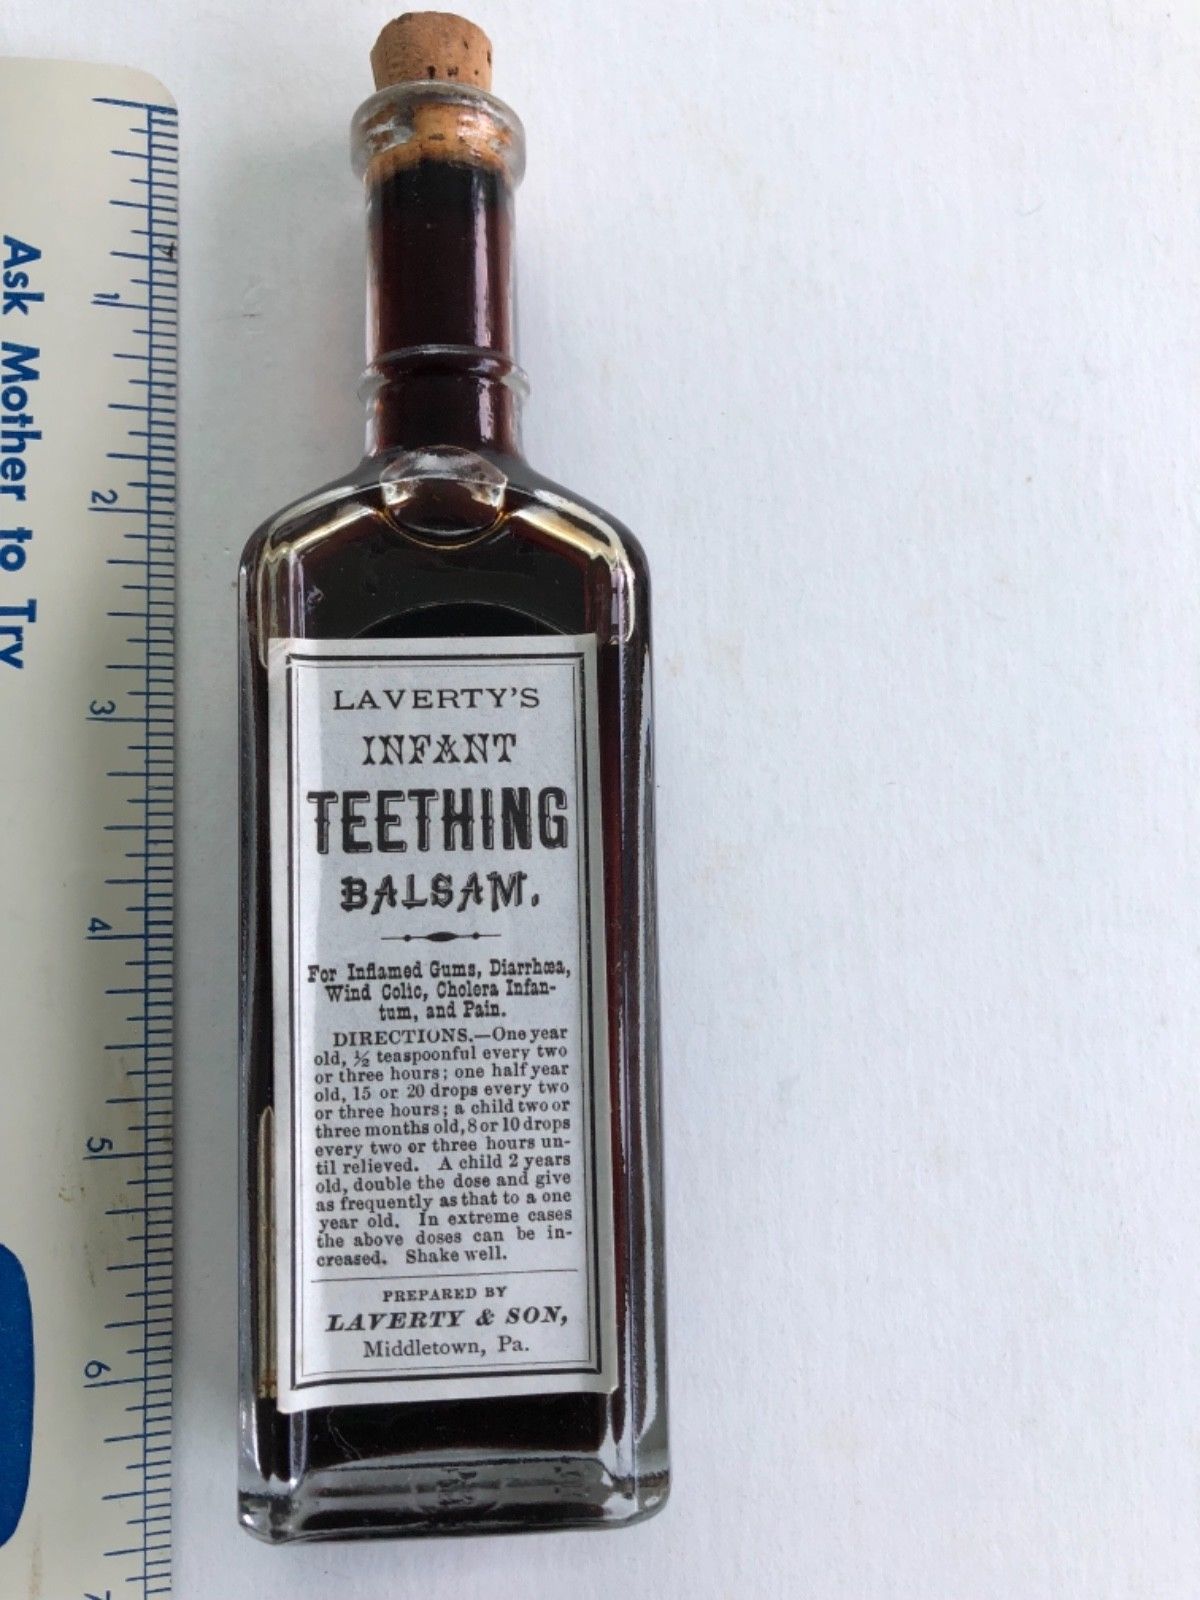 Ask Mother to Try
1
2
3
4
5
6
7
LAVERTY'S
INFANT
TEETHING
BALSAM.
For Inflamed Gums, Diarrhœa,
Wind Colic, Cholera Infan-
tum, and Pain.
DIRECTIONS.—One year
old, ½ teaspoonful every two
or three hours; one half year
old, 15 or 20 drops every two
or three hours; a child two or
three months old, 8 or 10 drops
every two or three hours un-
til relieved. A child 2 years
old, double the dose and give
as frequently as that to a one
year old. In extreme cases
the above doses can be in-
creased. Shake well.
PREPARED BY
LAVERTY & SON,
Middletown, Pa.